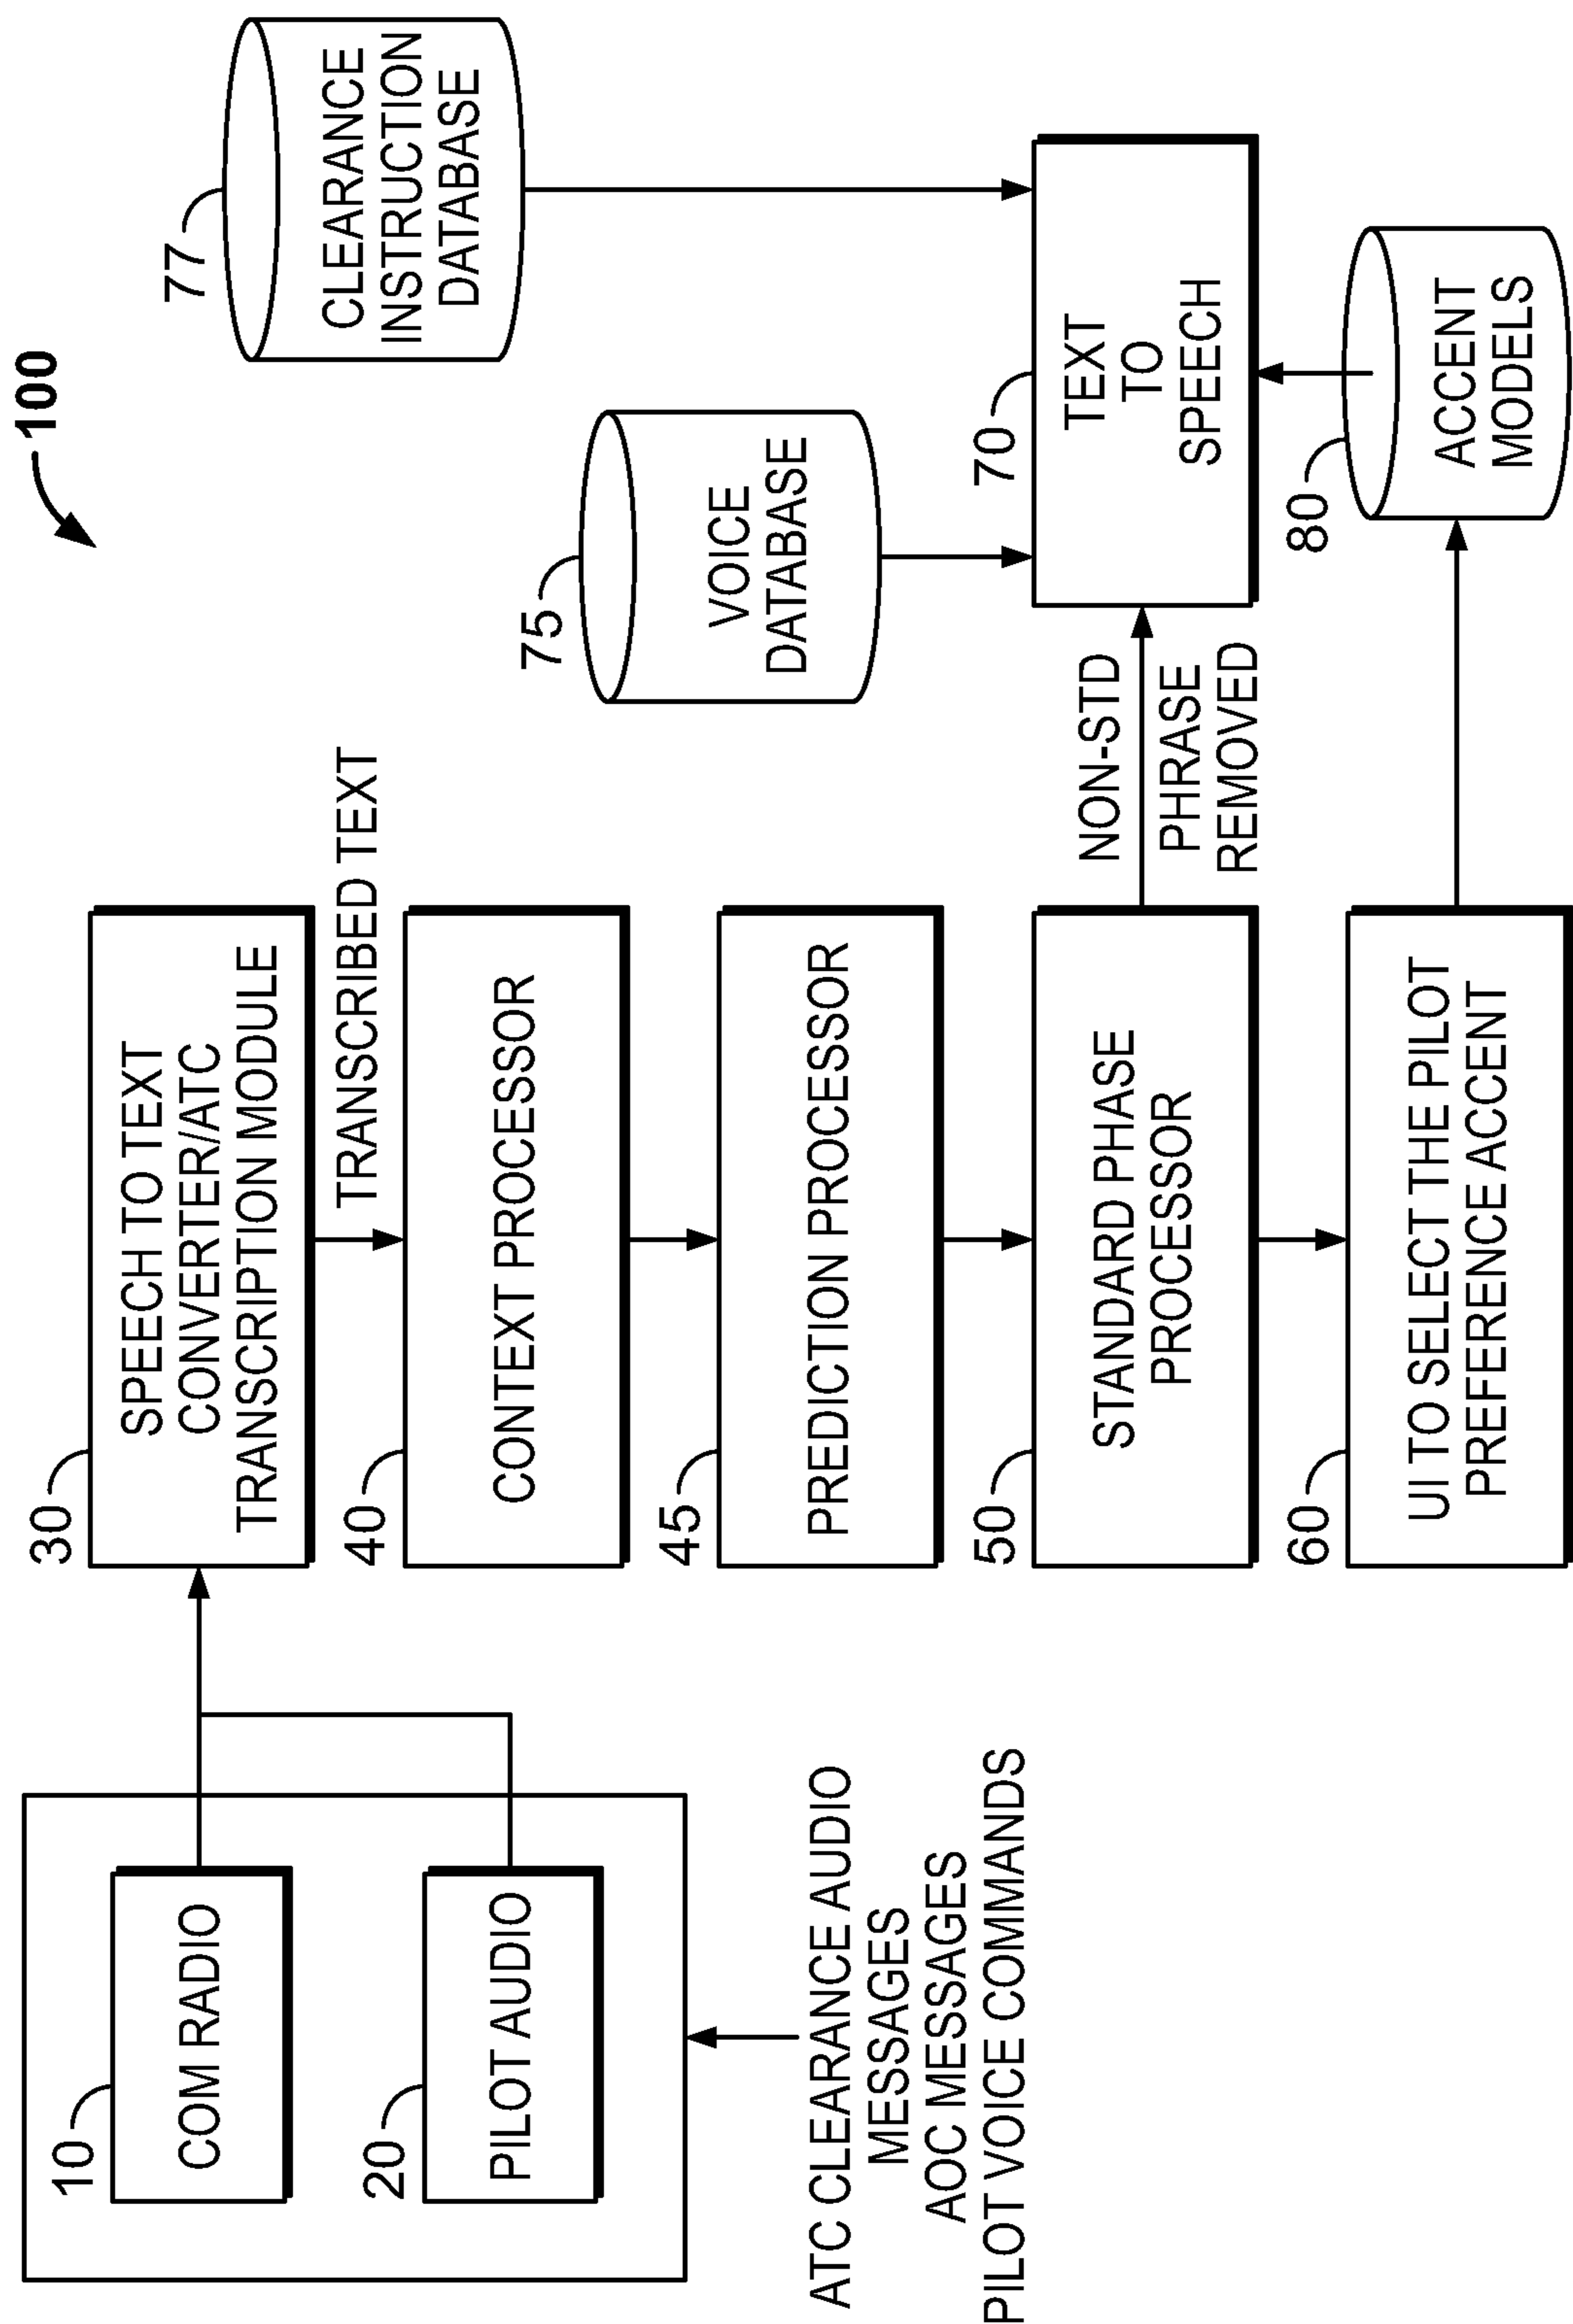 100
10
COM RADIO
20
PILOT AUDIO
ATC CLEARANCE AUDIO
MESSAGES
AOC MESSAGES
PILOT VOICE COMMANDS
30
SPEECH TO TEXT
CONVERTER/ATC
TRANSCRIPTION MODULE
TRANSCRIBED TEXT
40
CONTEXT PROCESSOR
45
PREDICTION PROCESSOR
50
STANDARD PHASE
PROCESSOR
60
UI TO SELECT THE PILOT
PREFERENCE ACCENT
NON-STD
PHRASE
REMOVED
75
VOICE
DATABASE
77
CLEARANCE
INSTRUCTION
DATABASE
70
TEXT
TO
SPEECH
80
ACCENT
MODELS